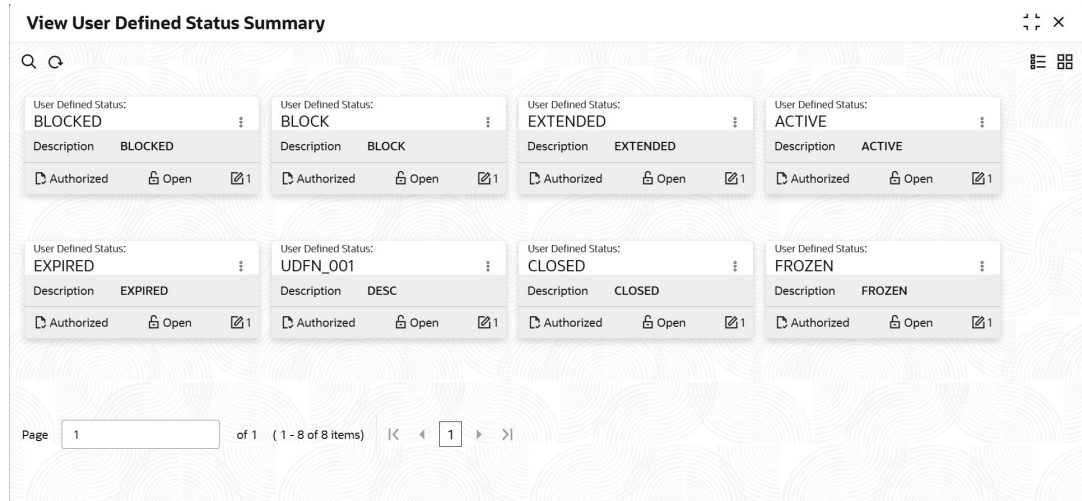 View User Defined Status Summary
User Defined Status: User Defined Status: User Defined Status: User Defined Status:
BLOCKED BLOCK EXTENDED ACTIVE
Description BLOCKED Description BLOCK Description EXTENDED Description ACTIVE
Authorized Open 1 Authorized Open 1 Authorized Open 1 Authorized Open 1
User Defined Status: User Defined Status: User Defined Status: User Defined Status:
EXPIRED UDFN_001 CLOSED FROZEN
Description EXPIRED Description DESC Description CLOSED Description FROZEN
Authorized Open 1 Authorized Open 1 Authorized Open 1 Authorized Open 1
Page 1 of 1 ( 1 - 8 of 8 items) 1